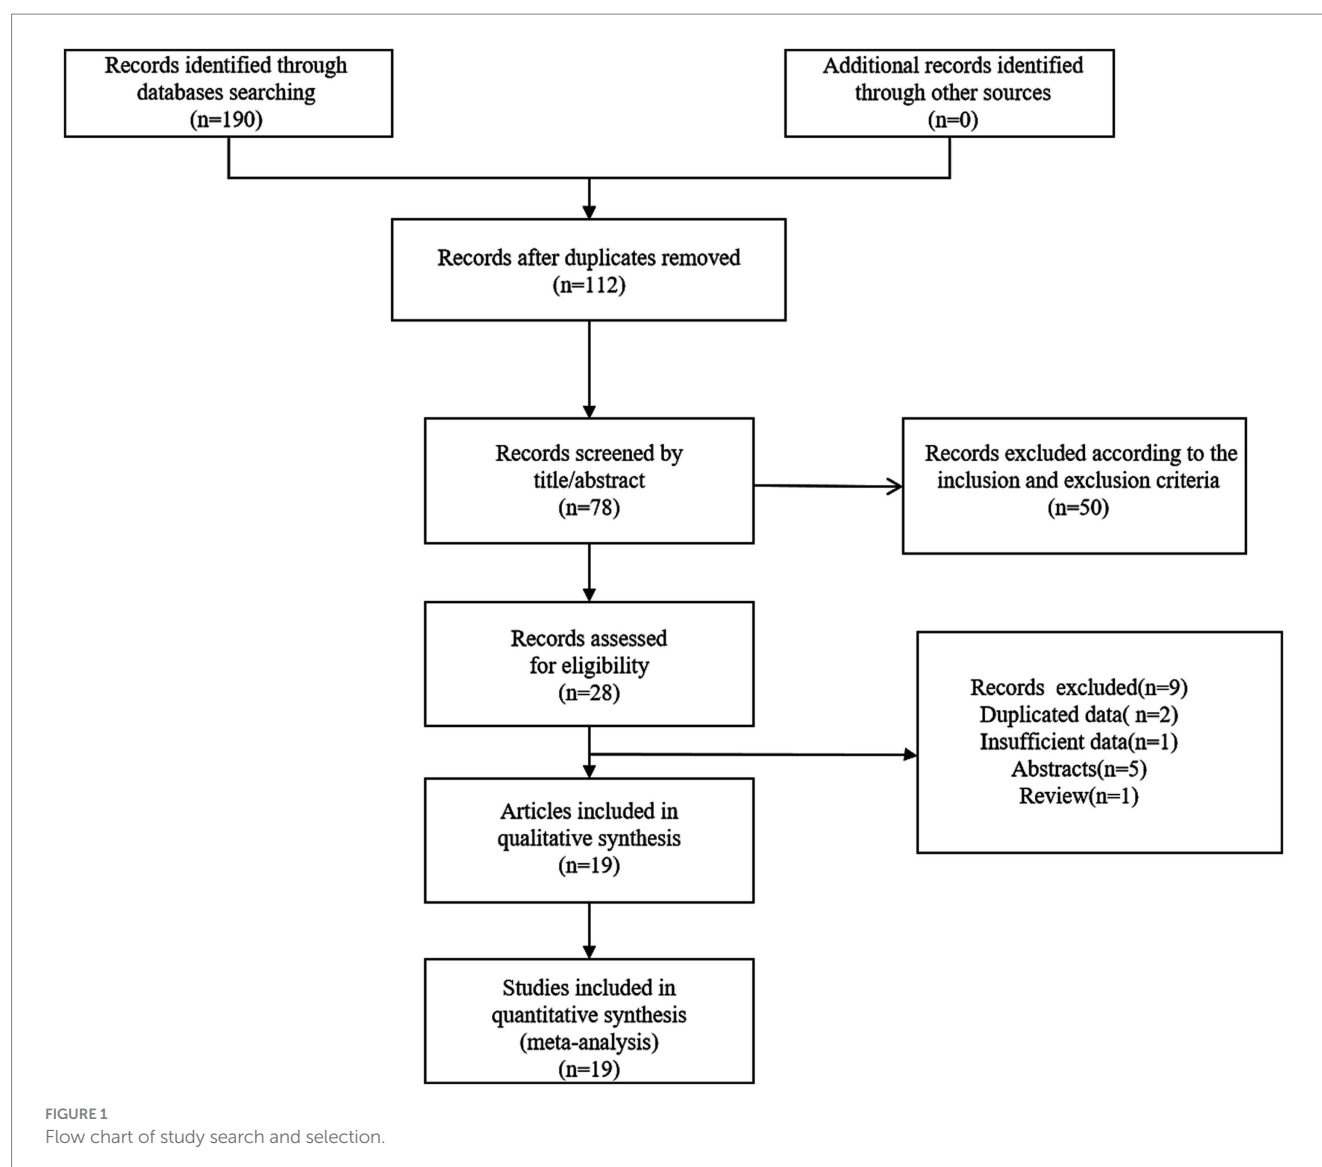 Records identified through
databases searching
(n=190)
Additional records identified
through other sources
(n=0)
Records after duplicates removed
(n=112)
Records screened by
title/abstract
(n=78)
Records excluded according to the
inclusion and exclusion criteria
(n=50)
Records assessed
for eligibility
(n=28)
Records excluded(n=9)
Duplicated data( n=2)
Insufficient data(n=1)
Abstracts(n=5)
Review(n=1)
Articles included in
qualitative synthesis
(n=19)
Studies included in
quantitative synthesis
(meta-analysis)
(n=19)
FIGURE 1
Flow chart of study search and selection.